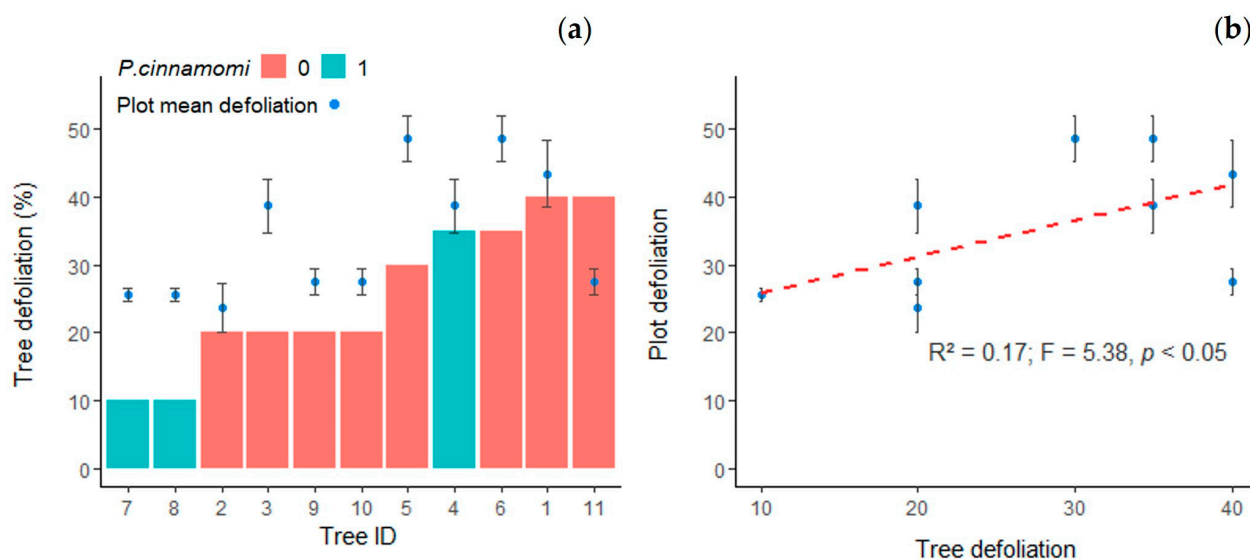 (a)
P.cinnamomi 0 1
Plot mean defoliation
Tree defoliation (%)
50
40
30
20
10
0
7 8 2 3 9 10 5 4 6 1 11
Tree ID
(b)
Plot defoliation
50
40
30
20
10
0
R² = 0.17; F = 5.38, p < 0.05
10 20 30 40
Tree defoliation